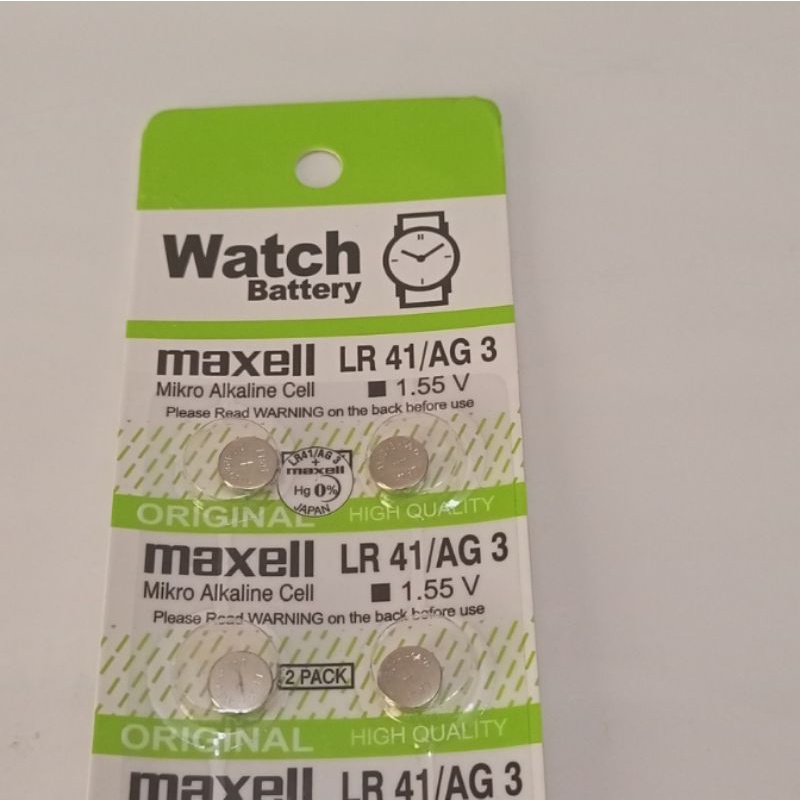 Watch
Battery
maxell LR 41/AG 3
Mikro Alkaline Cell ■ 1.55 V
Please Read WARNING on the back before use
LR41/AG 3
+
maxell
Hg 0%
JAPAN
ORIGINAL HIGH QUALITY
maxell LR 41/AG 3
Mikro Alkaline Cell ■ 1.55 V
Please Read WARNING on the back before use
2 PACK
ORIGINAL HIGH QUALITY
maxell LR 41/AG 3